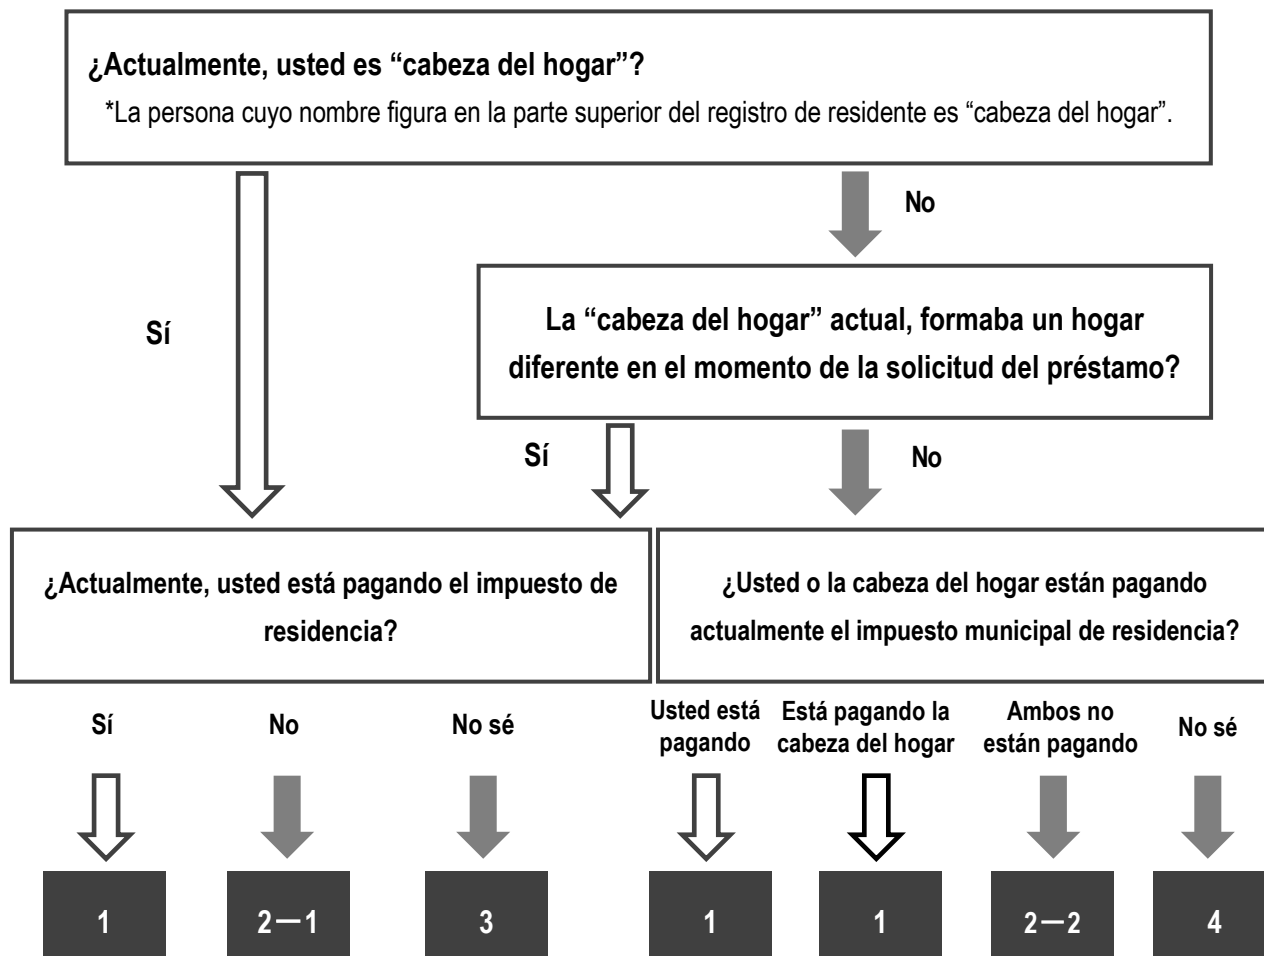 ¿Actualmente, usted es “cabeza del hogar”?
*La persona cuyo nombre figura en la parte superior del registro de residente es “cabeza del hogar”.
No
Sí
La “cabeza del hogar” actual, formaba un hogar
diferente en el momento de la solicitud del préstamo?
Sí
No
¿Actualmente, usted está pagando el impuesto de
residencia?
¿Usted o la cabeza del hogar están pagando
actualmente el impuesto municipal de residencia?
Sí
No
No sé
Usted está
pagando
Está pagando la
cabeza del hogar
Ambos no
están pagando
No sé
1
2－1
3
1
1
2－2
4